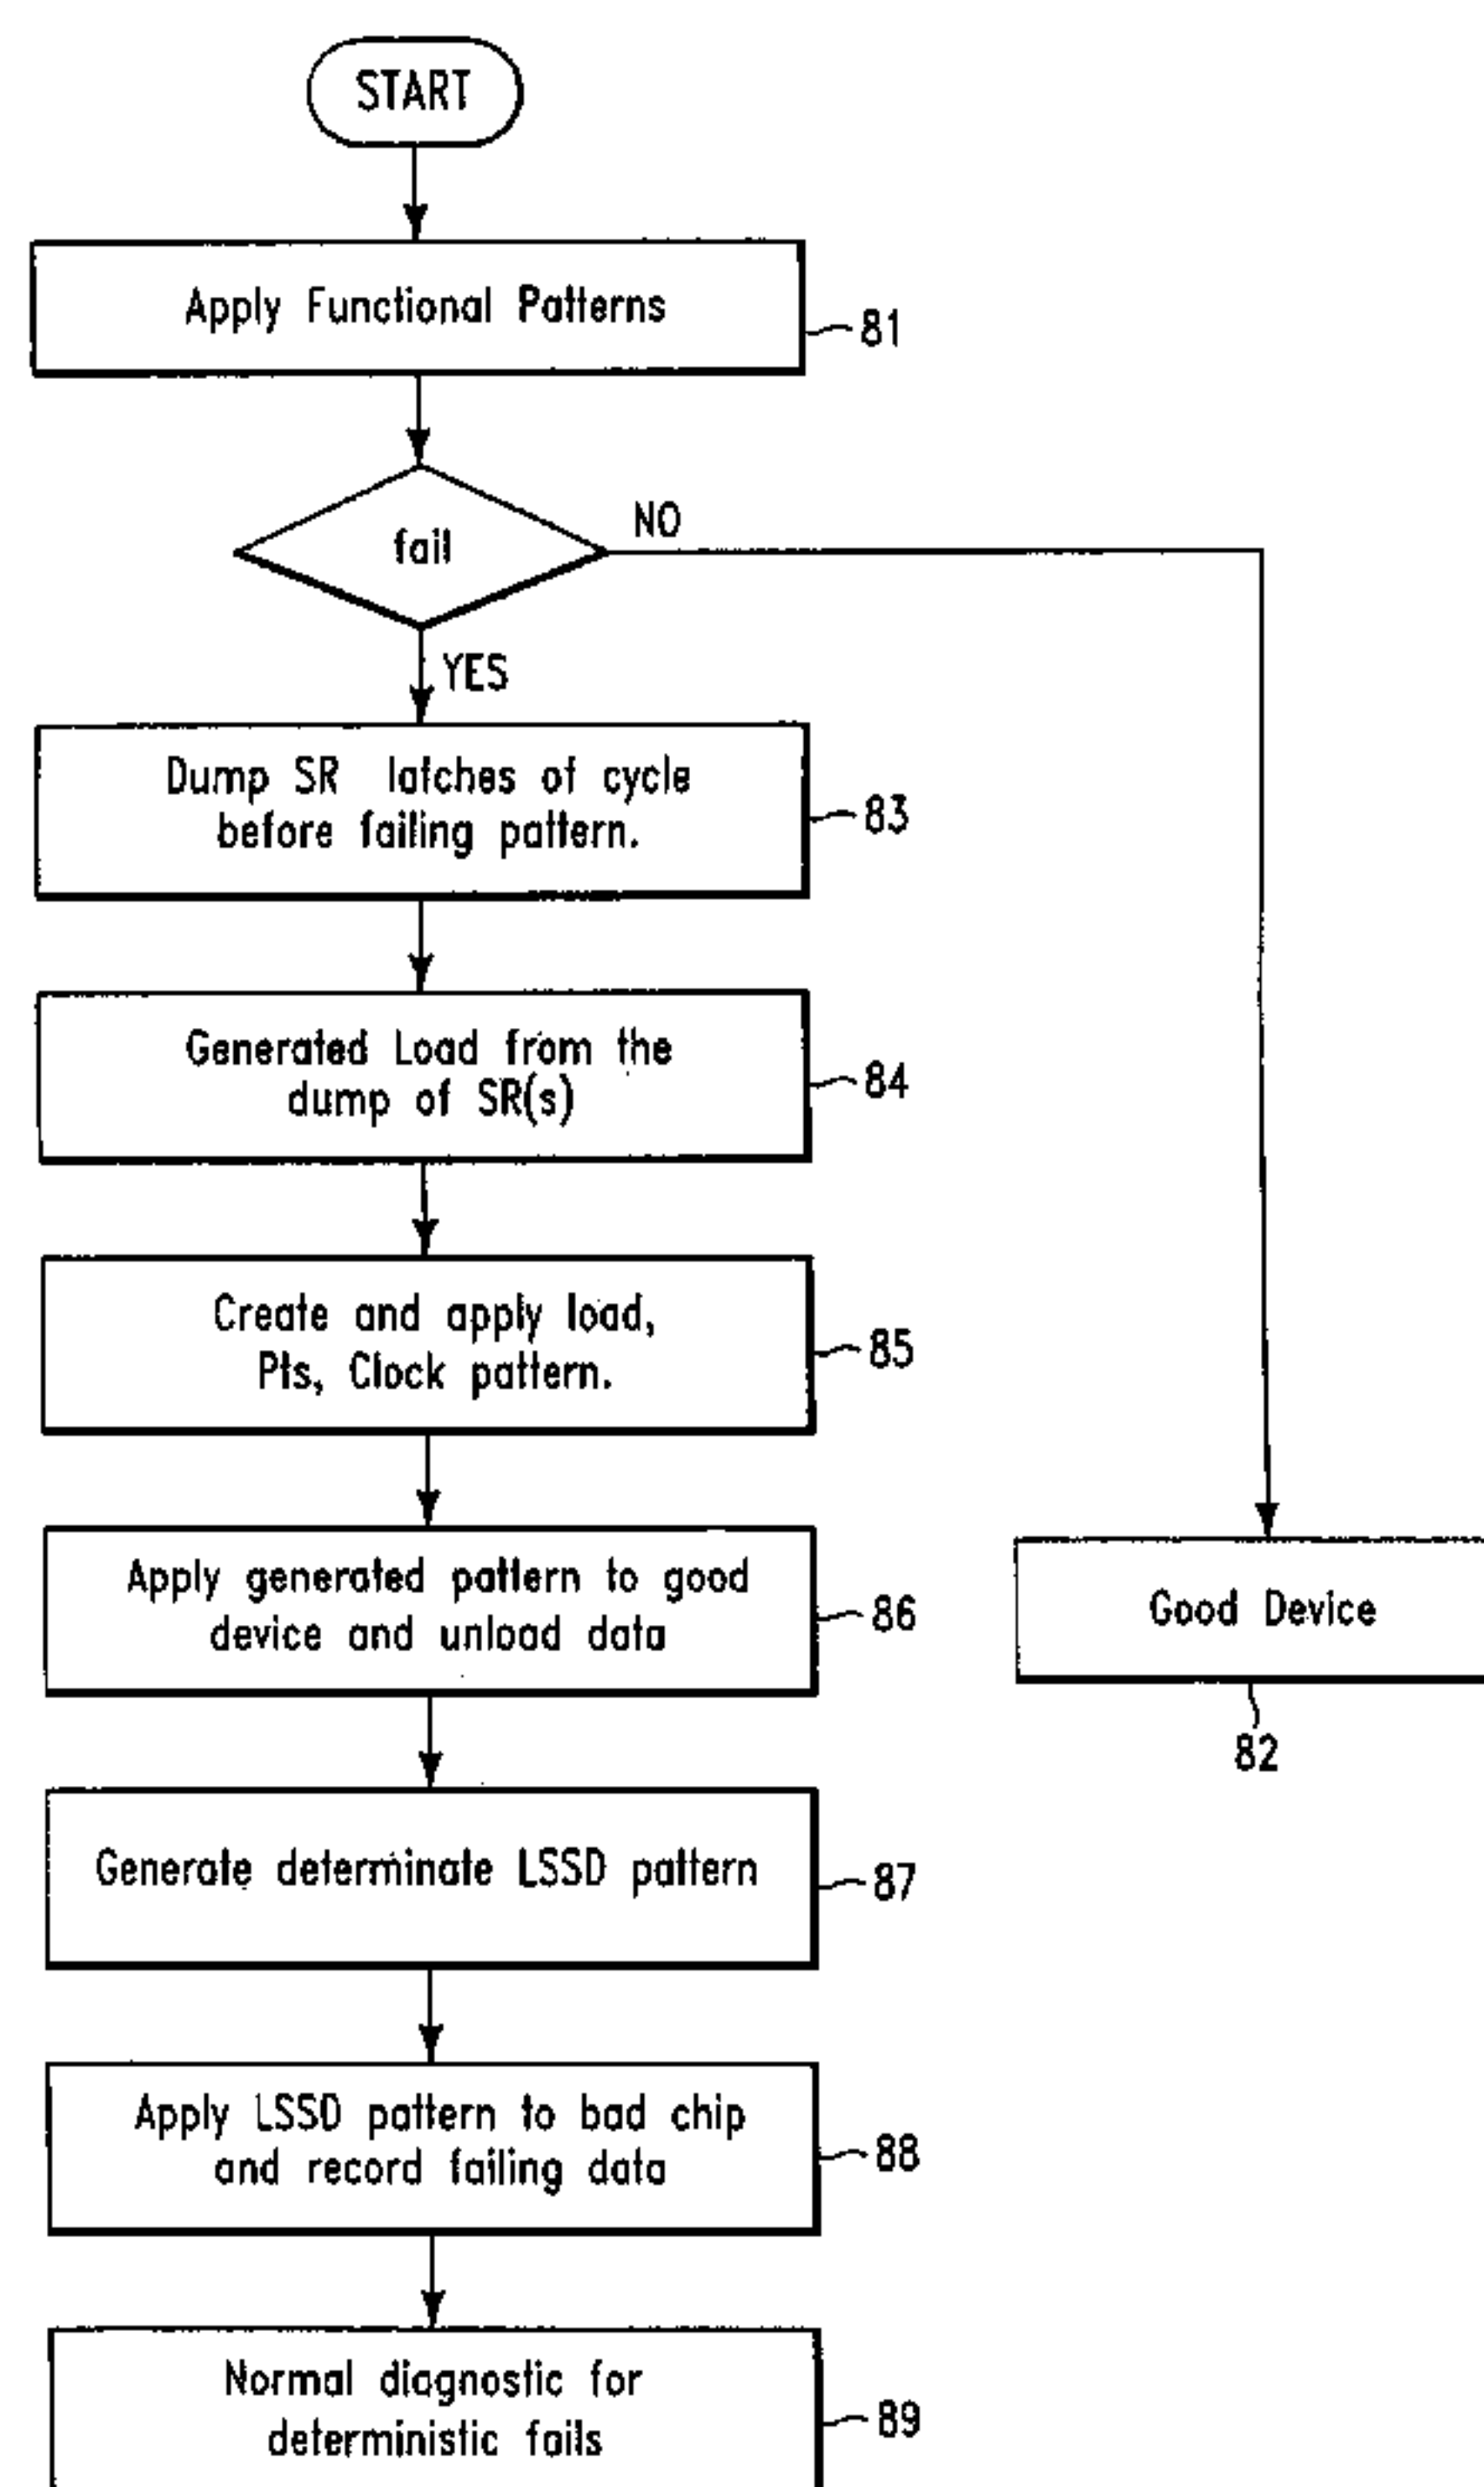 START
Apply Functional Patterns
81
fail
NO
YES
Dump SR latches of cycle
before failing pattern.
83
Generated Load from the
dump of SR(s)
84
Create and apply load,
PIs, Clock pattern.
85
Apply generated pattern to good
device and unload data
86
Good Device
82
Generate determinate LSSD pattern
87
Apply LSSD pattern to bad chip
and record failing data
88
Normal diagnostic for
deterministic fails
89